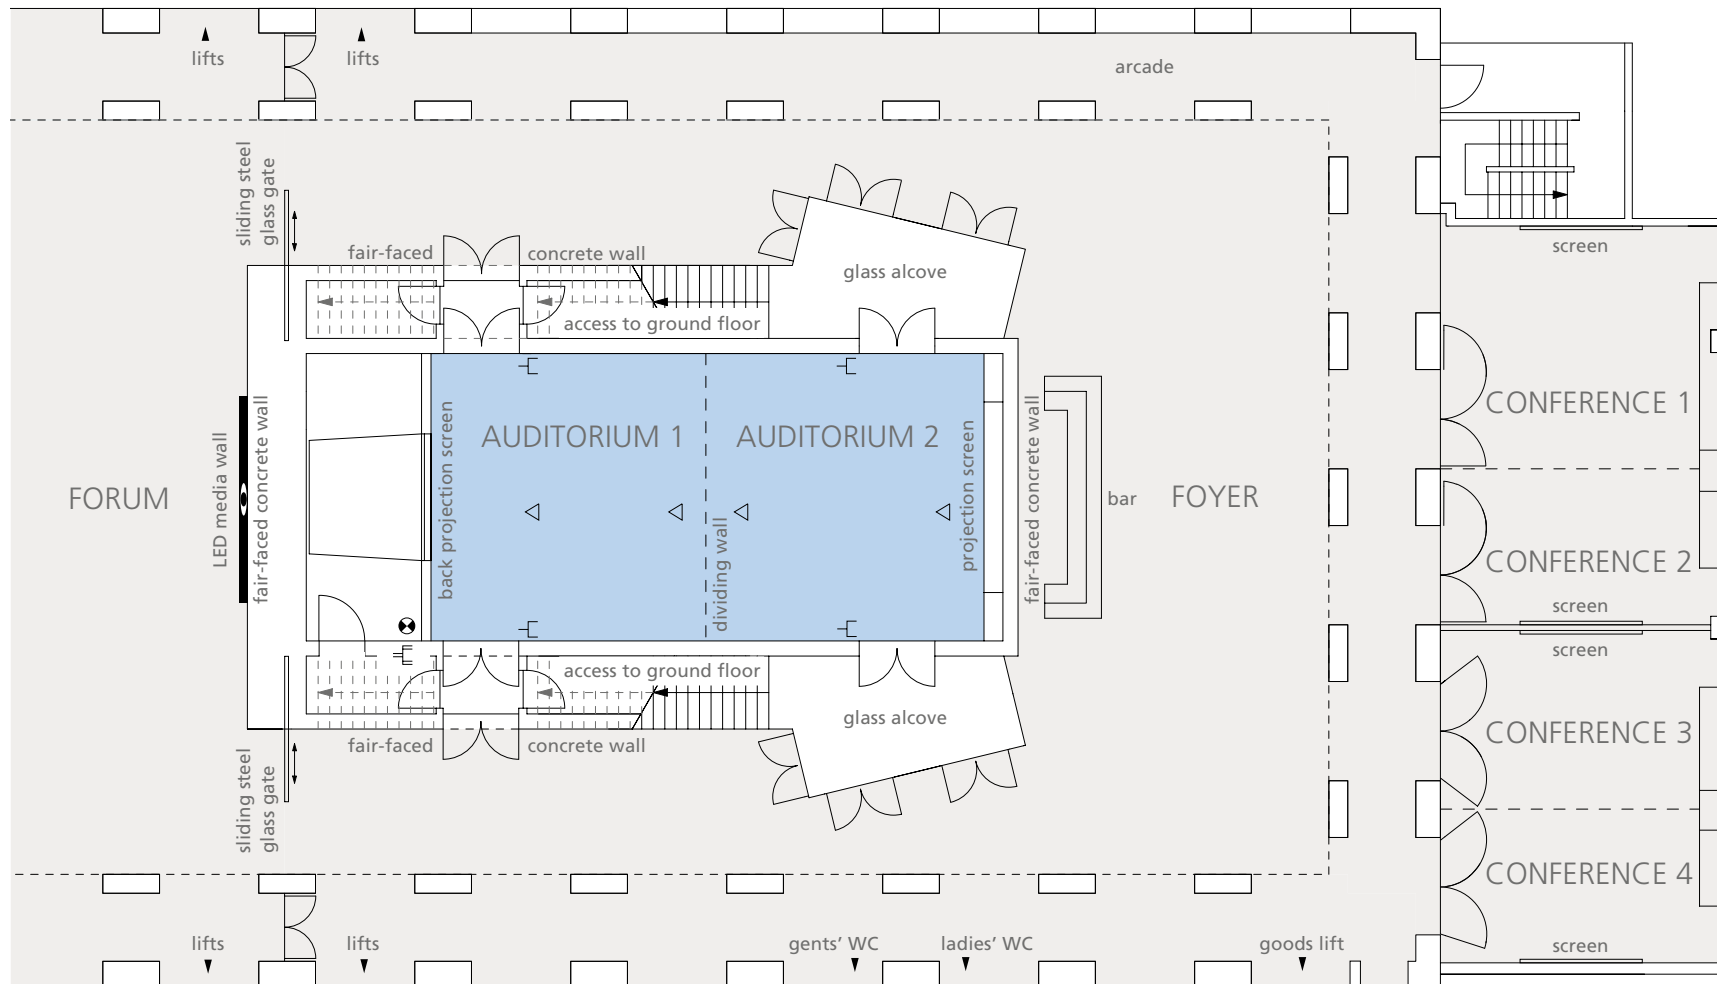 lifts
lifts
arcade
sliding steel
glass gate
fair-faced
concrete wall
glass alcove
screen
access to ground floor
CONFERENCE 1
AUDITORIUM 1
AUDITORIUM 2
LED media wall
fair-faced concrete wall
back projection screen
dividing wall
projection screen
fair-faced concrete wall
FORUM
bar
FOYER
CONFERENCE 2
screen
screen
access to ground floor
glass alcove
CONFERENCE 3
fair-faced
concrete wall
sliding steel
glass gate
CONFERENCE 4
lifts
lifts
gents’ WC
ladies’ WC
goods lift
screen